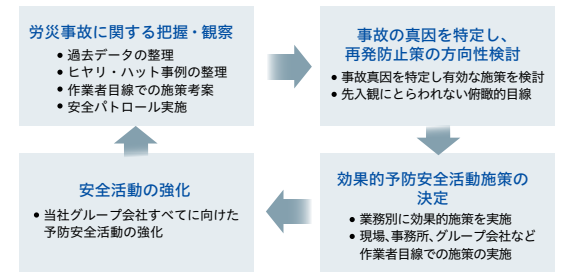 労災事故に関する把握・観察
● 過去データの整理
● ヒヤリ・ハット事例の整理
● 作業者目線での施策考案
● 安全パトロール実施
事故の真因を特定し、
再発防止策の方向性検討
● 事故真因を特定し有効な施策を検討
● 先入観にとらわれない俯瞰的目線
効果的予防安全活動施策の
決定
● 業務別に効果的施策を実施
● 現場、事務所、グループ会社など
作業者目線での施策の実施
安全活動の強化
● 当社グループ会社すべてに向けた
予防安全活動の強化